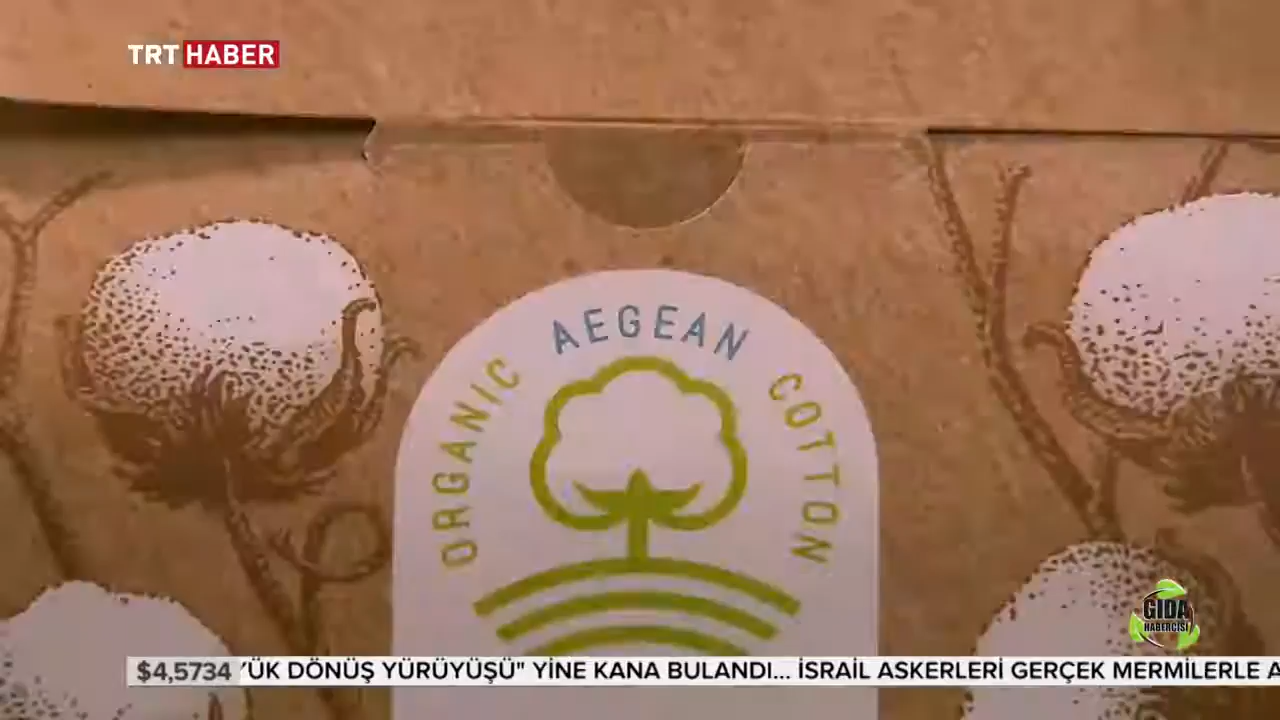 TRT HABER
ORGANIC AEGEAN COTTON
GIDA
HABERCİSİ
$4,5734 YÜK DÖNÜŞ YÜRÜYÜŞÜ" YİNE KANA BULANDI... İSRAİL ASKERLERİ GERÇEK MERMİLERLE A